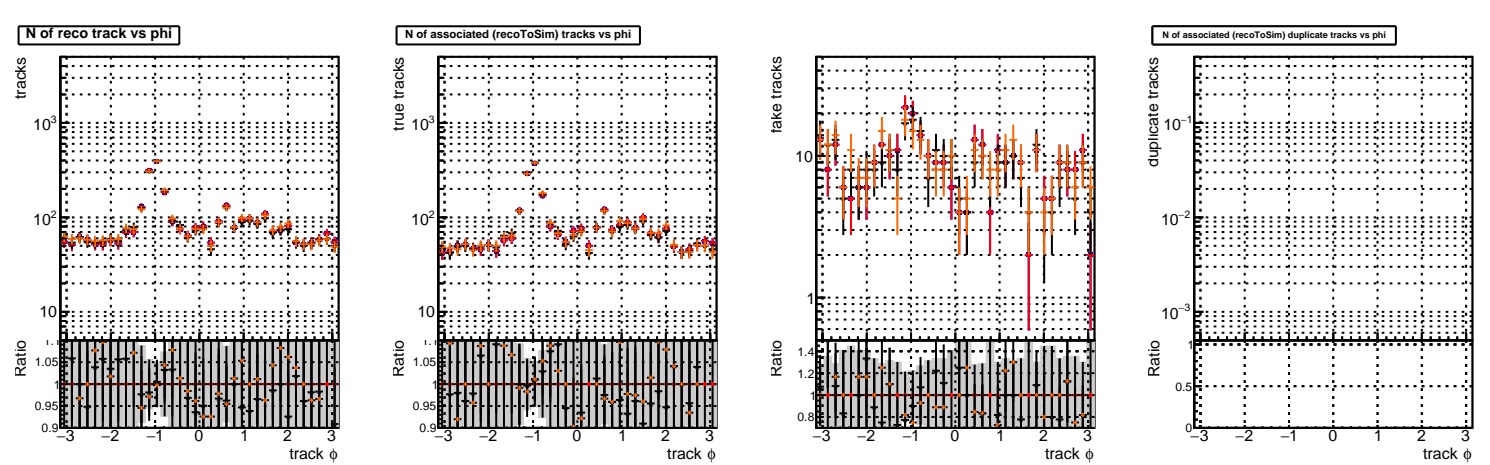 N of reco track vs phi
tracks
10³
10²
10
Ratio
1.1
1.05
1
0.95
0.9
−3 −2 −1 0 1 2 3
track ϕ
N of associated (recoToSim) tracks vs phi
true tracks
10³
10²
10
Ratio
1.1
1.05
1
0.95
0.9
−3 −2 −1 0 1 2 3
track ϕ
fake tracks
10
1
Ratio
1.4
1.2
1
0.8
−3 −2 −1 0 1 2 3
track ϕ
N of associated (recoToSim) duplicate tracks vs phi
duplicate tracks
10⁻¹
10⁻²
10⁻³
Ratio
1
0.5
0
−3 −2 −1 0 1 2 3
track ϕ